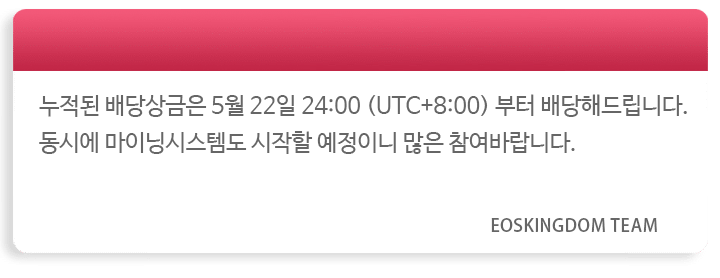 누적된 배당상금은 5월 22일 24:00 (UTC+8:00) 부터 배당해드립니다.
동시에 마이닝시스템도 시작할 예정이니 많은 참여바랍니다.
EOSKINGDOM TEAM